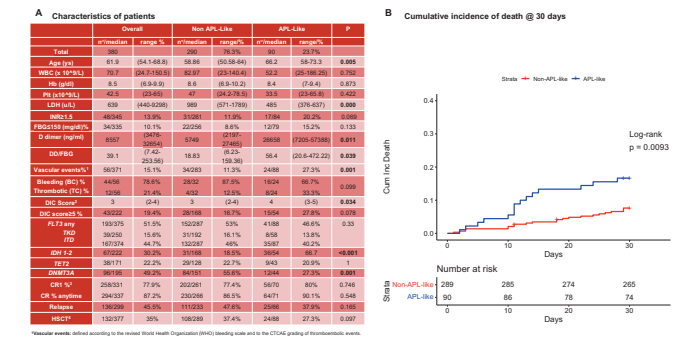 A Characteristics of patients
Overall Non APL-Like APL-Like P
nº/median range % nº/median range/% nº/median range/%
Total 380 290 76.3% 90 23.7%
Age (ys) 61.9 (54.1-68.8) 58.66 (50.58-64) 66.2 58-73.3 0.005
WBC (x 10^9/L) 70.7 (24.7-150.5) 82.97 (23-140.4) 52.2 (25-166.25) 0.752
Hb (g/dl) 8.5 (6.9-9.9) 8.6 (6.9-10.2) 8.4 (7-9.4) 0.873
Plt (x10^9/L) 42.5 (23-65) 47 (24.2-78.5) 33.5 (23-65.8) 0.422
LDH (u/L) 639 (440-9298) 989 (571-1789) 485 (376-637) 0.000
INR≥1.5 48/345 13.9% 31/261 11.9% 17/84 20.2% 0.069
FBG≤150 (mg/dl)% 34/335 10.1% 22/256 8.6% 12/79 15.2% 0.133
D dimer (ng/ml) 8557 (3476-32654) 5749 (2197-27465) 26658 (7205-57388) 0.011
DD/FBG 39.1 (7.42-253.56) 18.83 (6.23-159.36) 56.4 (20.6-472.22) 0.039
Vascular events%¹ 56/371 15.1% 34/283 11.3% 24/88 27.3% 0.001
Bleeding (BC) % 44/56 78.6% 28/32 87.5% 16/24 66.7% 0.099
Thrombotic (TC) % 12/56 21.4% 4/32 12.5% 8/24 33.3%
DIC Score² 3 (2-4) 3 (2-4) 4 (3-5) 0.034
DIC score≥5 % 43/222 19.4% 28/168 16.7% 15/54 27.8% 0.078
FLT3 any 193/375 51.5% 152/287 53% 41/88 46.6% 0.33
TKD 39/250 15.6% 31/192 16.1% 8/58 13.8%
ITD 167/374 44.7% 132/287 46% 35/87 40.2%
IDH 1-2 67/222 30.2% 31/168 18.5% 36/54 66.7 <0.001
TET2 38/171 22.2% 29/128 22.7% 9/43 20.9% 1
DNMT3A 96/195 49.2% 84/151 55.6% 12/44 27.3% 0.001
CR1 %³ 258/331 77.9% 202/261 77.4% 56/70 80% 0.746
CR % anytime 294/337 87.2% 230/266 86.5% 64/71 90.1% 0.548
Relapse 136/299 45.5% 111/233 47.6% 25/66 37.9% 0.165
HSCT⁴ 132/377 35% 108/289 37.4% 24/88 27.3% 0.097
¹Vascular events: defined according to the revised World Health Organization (WHO) bleeding scale and to the CTCAE grading of thromboembolic events.
B Cumulative incidence of death @ 30 days
Strata Non-APL-like APL-like
Cum Inc Death
0.4
0.3
0.2
0.1
0.0
Log-rank
p = 0.0093
0 10 20 30
Days
Number at risk
Strata
Non-APL-like 289 285 274 265
APL-like 90 86 78 74
0 10 20 30
Days